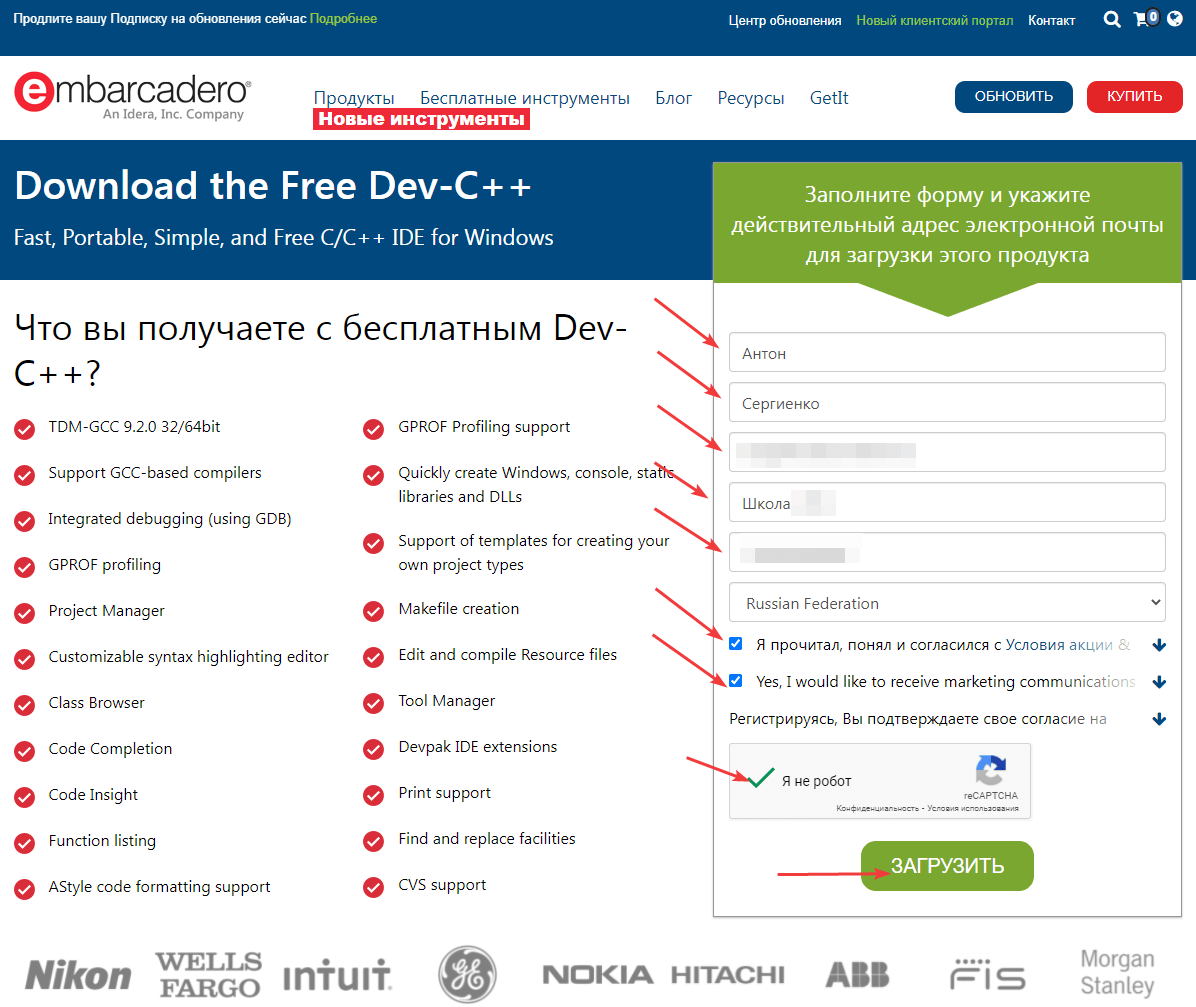 Продлите вашу Подписку на обновления сейчас Подробнее
Центр обновления Новый клиентский портал Контакт 0
embarcadero®
An Idera, Inc. Company
Продукты Бесплатные инструменты Блог Ресурсы GetIt
Новые инструменты
ОБНОВИТЬ
КУПИТЬ
Download the Free Dev-C++
Fast, Portable, Simple, and Free C/C++ IDE for Windows
Что вы получаете с бесплатным Dev-
C++?
TDM-GCC 9.2.0 32/64bit
Support GCC-based compilers
Integrated debugging (using GDB)
GPROF profiling
Project Manager
Customizable syntax highlighting editor
Class Browser
Code Completion
Code Insight
Function listing
AStyle code formatting support
GPROF Profiling support
Quickly create Windows, console, static
libraries and DLLs
Support of templates for creating your
own project types
Makefile creation
Edit and compile Resource files
Tool Manager
Devpak IDE extensions
Print support
Find and replace facilities
CVS support
Заполните форму и укажите
действительный адрес электронной почты
для загрузки этого продукта
Антон
Сергиенко
Школа
Russian Federation
Я прочитал, понял и согласился с Условия акции &
Yes, I would like to receive marketing communications
Регистрируясь, Вы подтверждаете свое согласие на
Я не робот
reCAPTCHA
Конфиденциальность - Условия использования
ЗАГРУЗИТЬ
Nikon
WELLS
FARGO
intuit.
GE
NOKIA
HITACHI
ABB
FIS
Morgan
Stanley